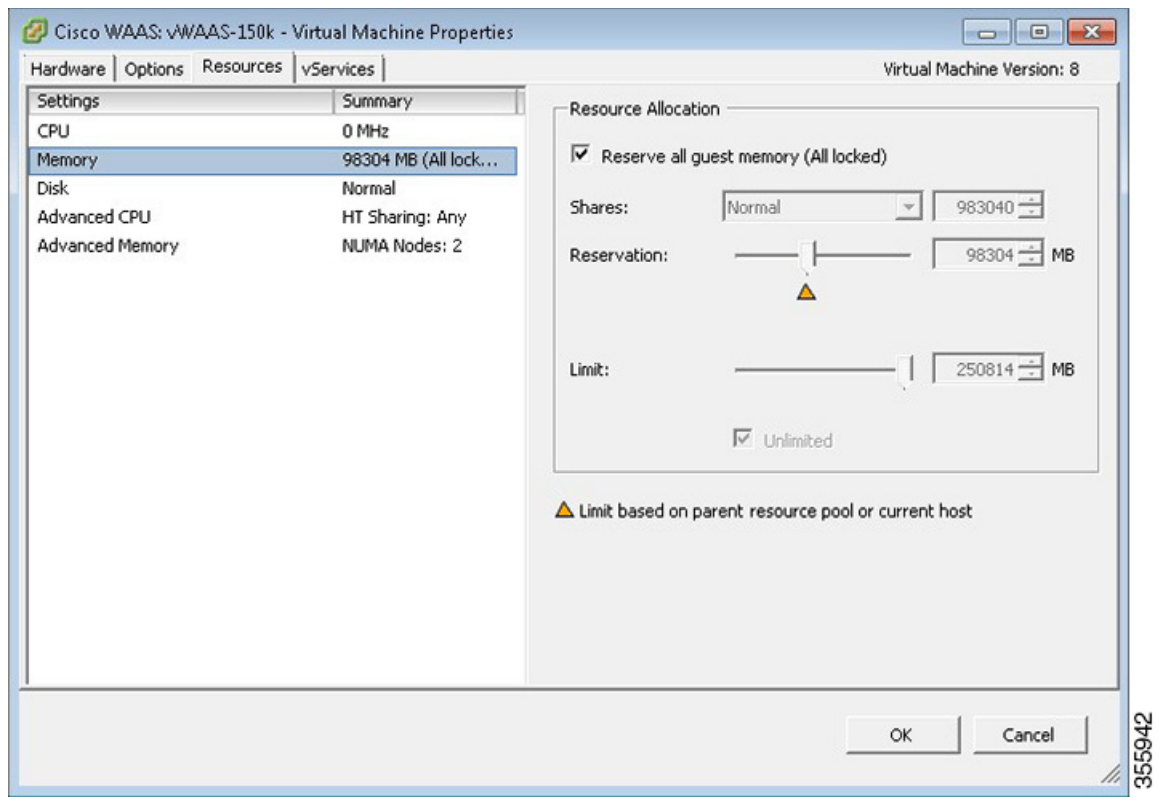 Cisco WAAS: vWAAS-150k - Virtual Machine Properties
Hardware Options Resources vServices
Virtual Machine Version: 8
Settings Summary
CPU 0 MHz
Memory 98304 MB (All lock...
Disk Normal
Advanced CPU HT Sharing: Any
Advanced Memory NUMA Nodes: 2
Resource Allocation
Reserve all guest memory (All locked)
Shares: Normal 983040
Reservation: 98304 MB
Limit: 250814 MB
Unlimited
Limit based on parent resource pool or current host
OK Cancel
355942